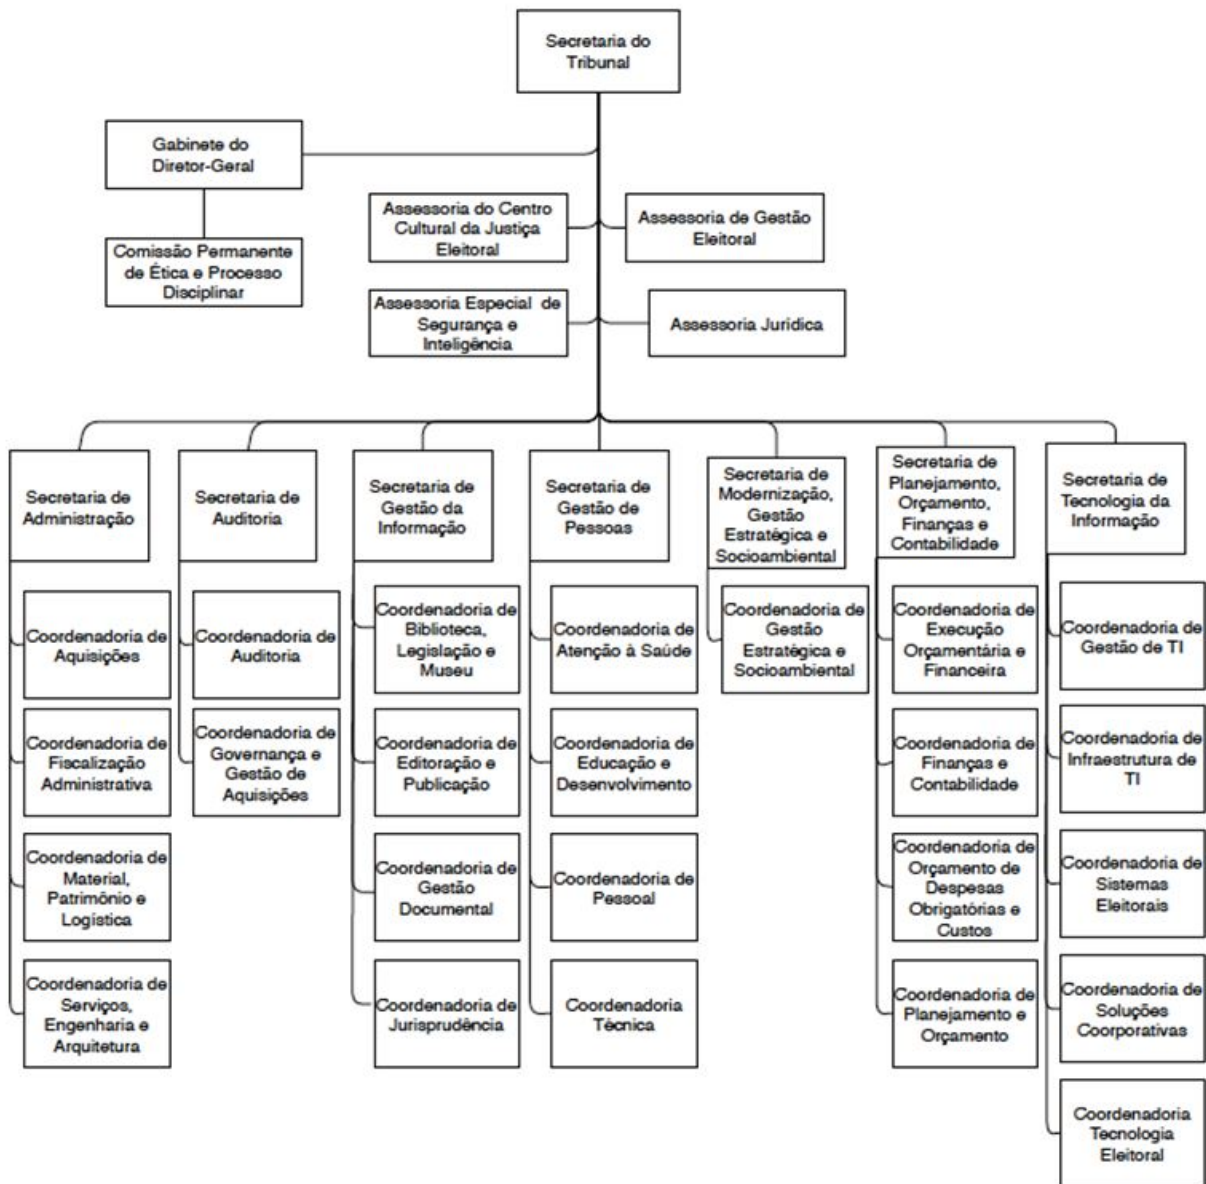 Secretaria do
Tribunal
Gabinete do
Diretor-Geral
Comissão Permanente
de Ética e Processo
Disciplinar
Assessoria do Centro
Cultural da Justiça
Eleitoral
Assessoria de Gestão
Eleitoral
Assessoria Especial de
Segurança e
Inteligência
Assessoria Jurídica
Secretaria de
Administração
Secretaria de
Auditoria
Secretaria de
Gestão da
Informação
Secretaria de
Gestão de
Pessoas
Secretaria de
Modernização,
Gestão
Estratégica e
Socioambiental
Secretaria de
Planejamento,
Orçamento,
Finanças e
Contabilidade
Secretaria de
Tecnologia da
Informação
Coordenadoria de
Aquisições
Coordenadoria de
Auditoria
Coordenadoria de
Biblioteca,
Legislação e
Museu
Coordenadoria de
Atenção à Saúde
Coordenadoria de
Gestão
Estratégica e
Socioambiental
Coordenadoria de
Execução
Orçamentária e
Financeira
Coordenadoria de
Gestão de TI
Coordenadoria de
Fiscalização
Administrativa
Coordenadoria de
Governança e
Gestão de
Aquisições
Coordenadoria de
Editoração e
Publicação
Coordenadoria de
Educação e
Desenvolvimento
Coordenadoria de
Finanças e
Contabilidade
Coordenadoria de
Infraestrutura de
TI
Coordenadoria de
Material,
Patrimônio e
Logística
Coordenadoria de
Gestão
Documental
Coordenadoria de
Pessoal
Coordenadoria de
Orçamento de
Despesas
Obrigatórias e
Custos
Coordenadoria de
Sistemas
Eleitorais
Coordenadoria de
Serviços,
Engenharia e
Arquitetura
Coordenadoria de
Jurisprudência
Coordenadoria
Técnica
Coordenadoria de
Planejamento e
Orçamento
Coordenadoria de
Soluções
Coorporativas
Coordenadoria
Tecnologia
Eleitoral